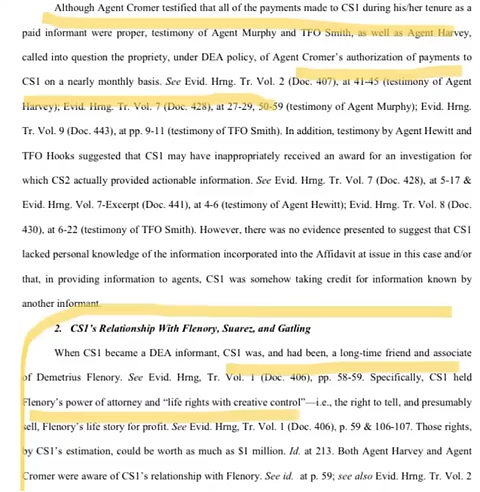 Although Agent Cromer testified that all of the payments made to CS1 during his/her tenure as a
paid informant were proper, testimony of Agent Murphy and TFO Smith, as well as Agent Harvey,
called into question the propriety, under DEA policy, of Agent Cromer's authorization of payments to
CS1 on a nearly monthly basis. See Evid. Hrng. Tr. Vol. 2 (Doc. 407), at 41-45 (testimony of Agent
Harvey); Evid. Hrng. Tr. Vol. 7 (Doc. 428), at 27-29, 50-59 (testimony of Agent Murphy); Evid. Hrng.
Tr. Vol. 9 (Doc. 443), at pp. 9-11 (testimony of TFO Smith). In addition, testimony by Agent Hewitt and
TFO Hooks suggested that CS1 may have inappropriately received an award for an investigation for
which CS2 actually provided actionable information. See Evid. Hrng. Tr. Vol. 7 (Doc. 428), at 5-17 &
Evid. Hrng. Vol. 7-Excerpt (Doc. 441), at 4-6 (testimony of Agent Hewitt); Evid. Hrng. Tr. Vol. 8 (Doc.
430), at 6-22 (testimony of TFO Smith). However, there was no evidence presented to suggest that CS1
lacked personal knowledge of the information incorporated into the Affidavit at issue in this case and/or
that, in providing information to agents, CS1 was somehow taking credit for information known by
another informant.
2. CS1's Relationship With Flenory, Suarez, and Gatling
When CS1 became a DEA informant, CS1 was, and had been, a long-time friend and associate
of Demetrius Flenory. See Evid. Hrng, Tr. Vol. 1 (Doc. 406), pp. 58-59. Specifically, CS1 held
Flenory's power of attorney and "life rights with creative control"—i.e., the right to tell, and presumably
sell, Flenory's life story for profit. See Evid. Hrng, Tr. Vol. 1 (Doc. 406), p. 59 & 106-107. Those rights,
by CS1's estimation, could be worth as much as $1 million. Id. at 213. Both Agent Harvey and Agent
Cromer were aware of CS1's relationship with Flenory. See id. at p. 59; see also Evid. Hrng. Tr. Vol. 2